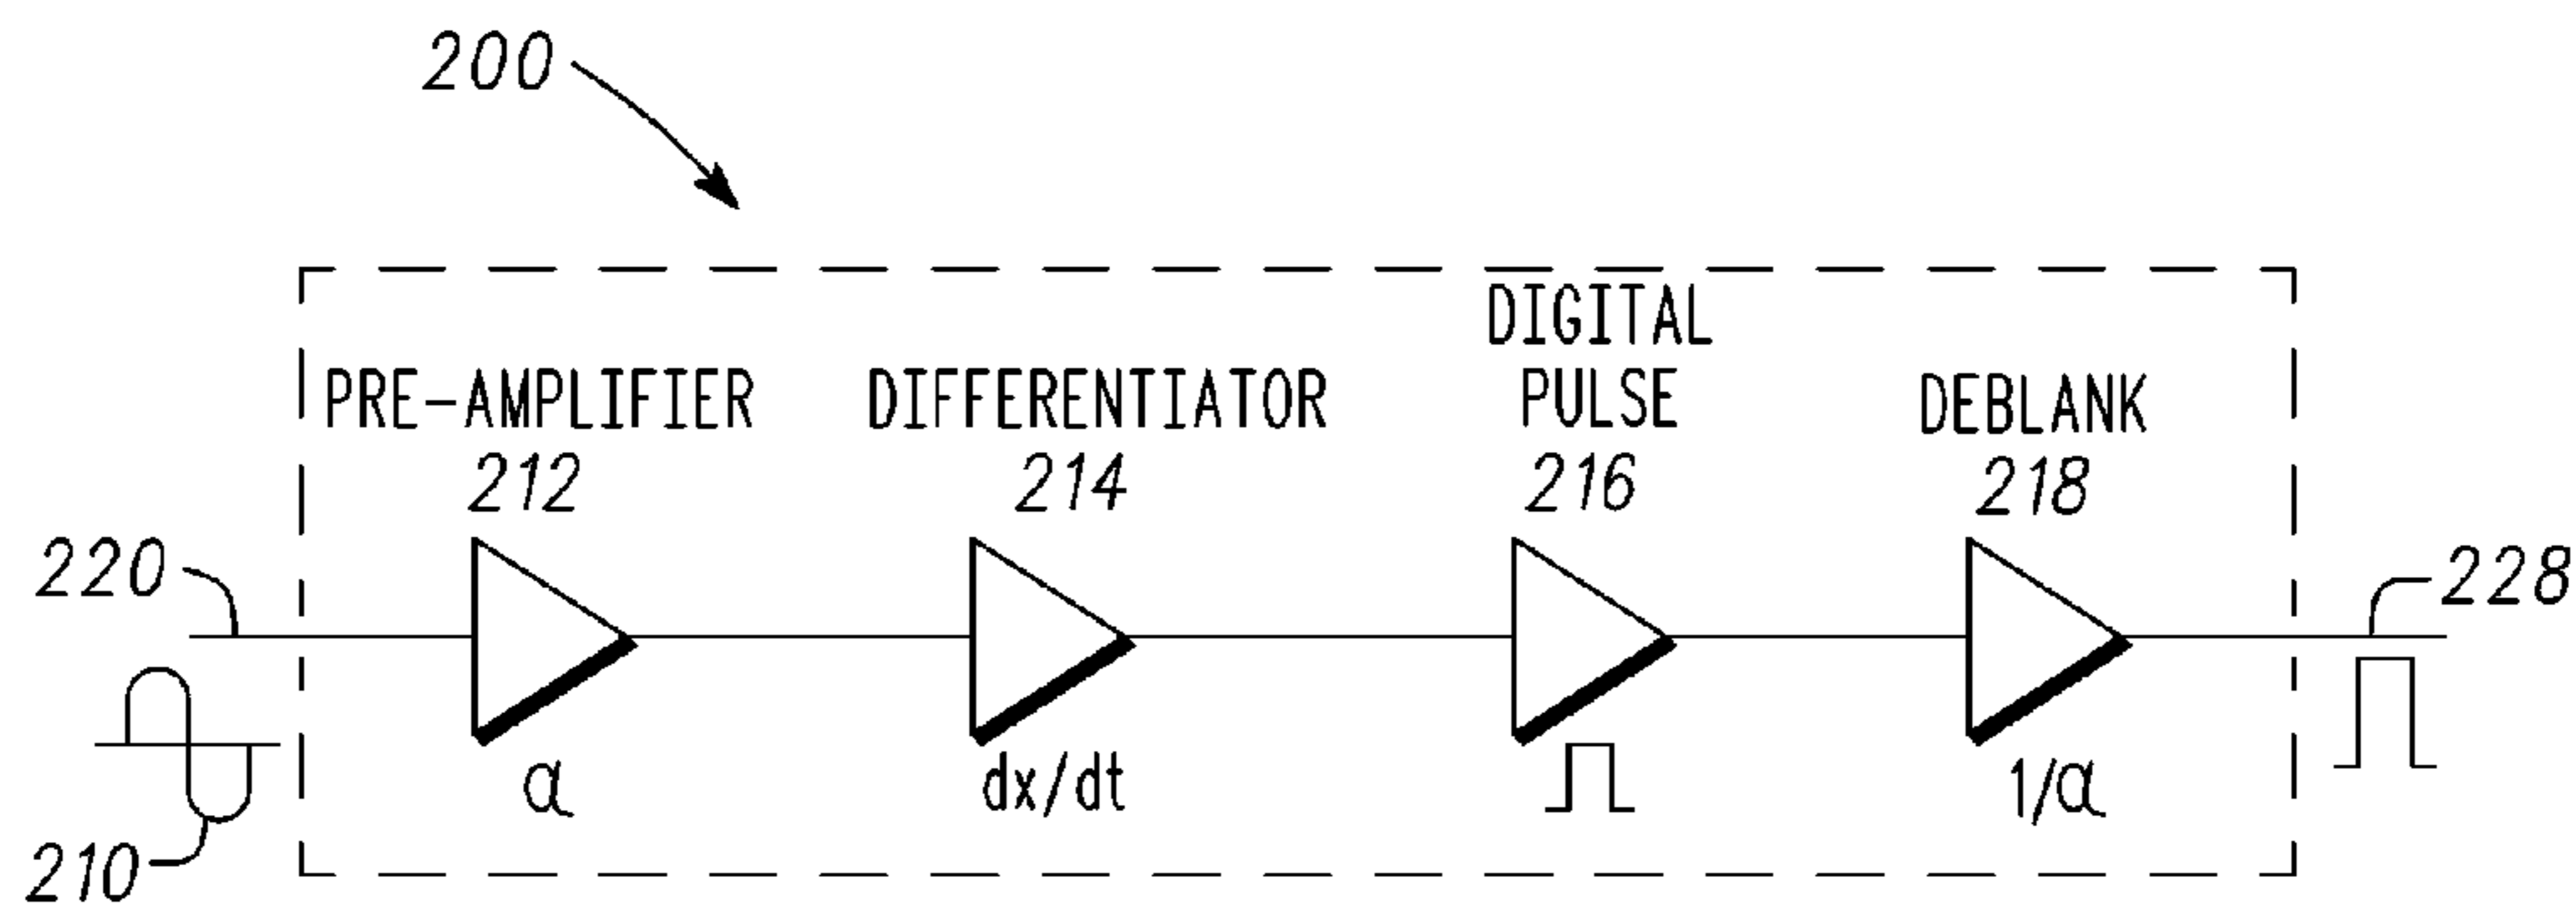 200
DIGITAL
PRE-AMPLIFIER DIFFERENTIATOR PULSE DEBLANK
212 214 216 218
220 228
α dx/dt 1/α
210